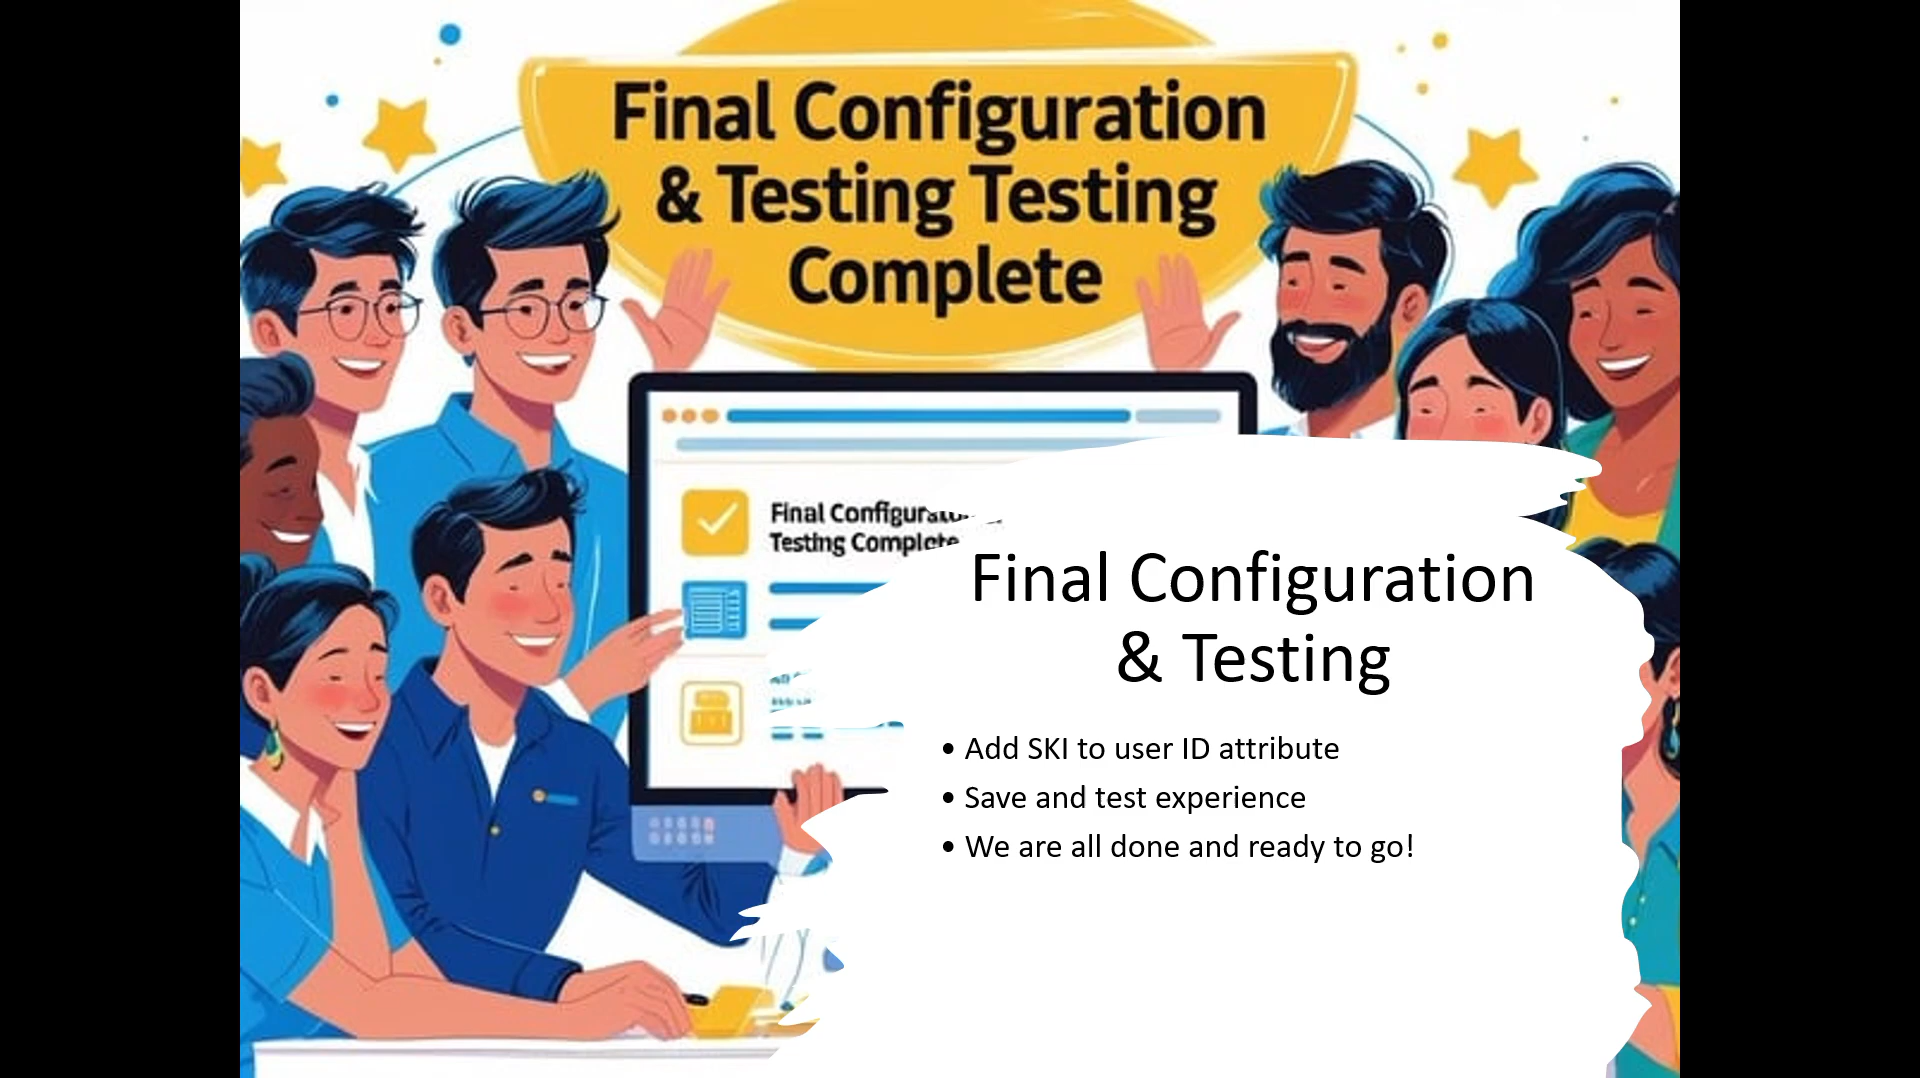 Final Configuration
& Testing Testing
Complete
Final Configurat
Testing Complete
Final Configuration
& Testing
• Add SKI to user ID attribute
• Save and test experience
• We are all done and ready to go!